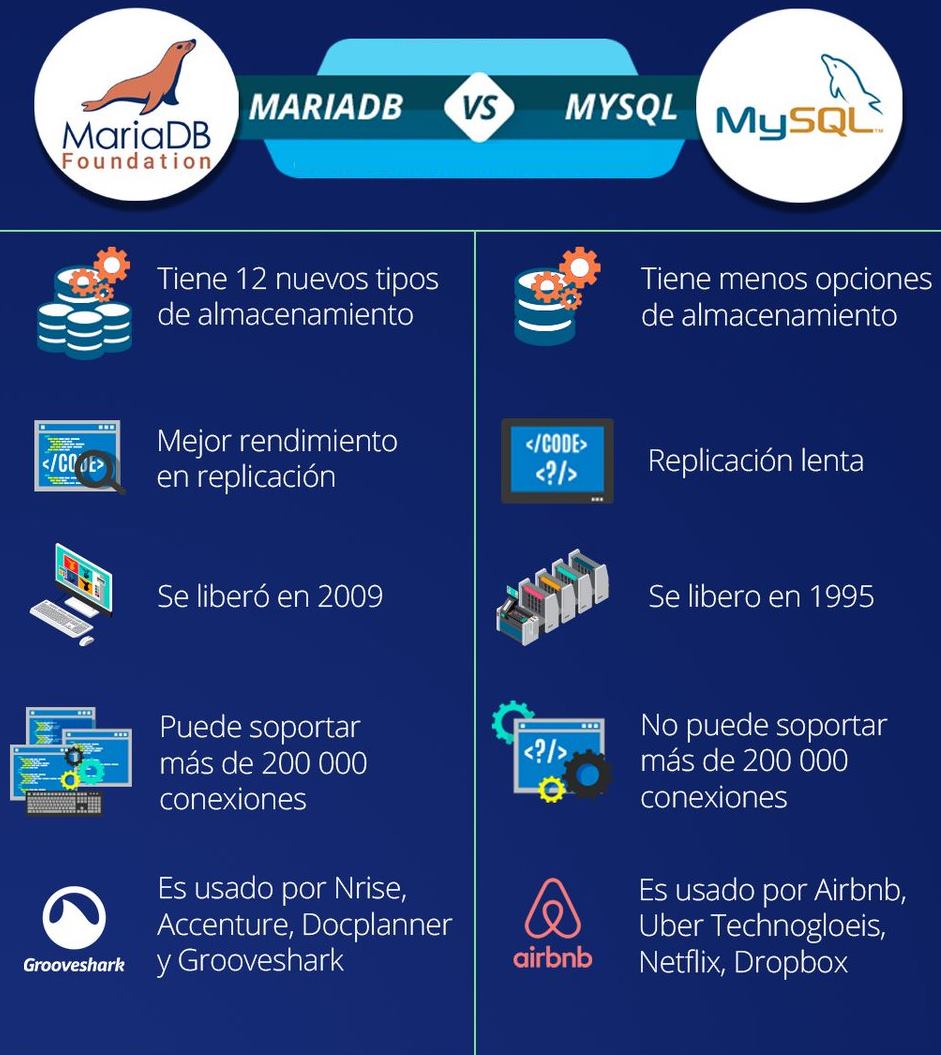 MariaDB
Foundation
MARIADB
VS
MYSQL
MySQL™
Tiene 12 nuevos tipos
de almacenamiento
Tiene menos opciones
de almacenamiento
</CODE>
Mejor rendimiento
en replicación
</CODE>
<?/>
Replicación lenta
Se liberó en 2009
Se libero en 1995
Puede soportar
más de 200 000
conexiones
<?/>
No puede soportar
más de 200 000
conexiones
Grooveshark
Es usado por Nrise,
Accenture, Docplanner
y Grooveshark
airbnb
Es usado por Airbnb,
Uber Technogloeis,
Netflix, Dropbox